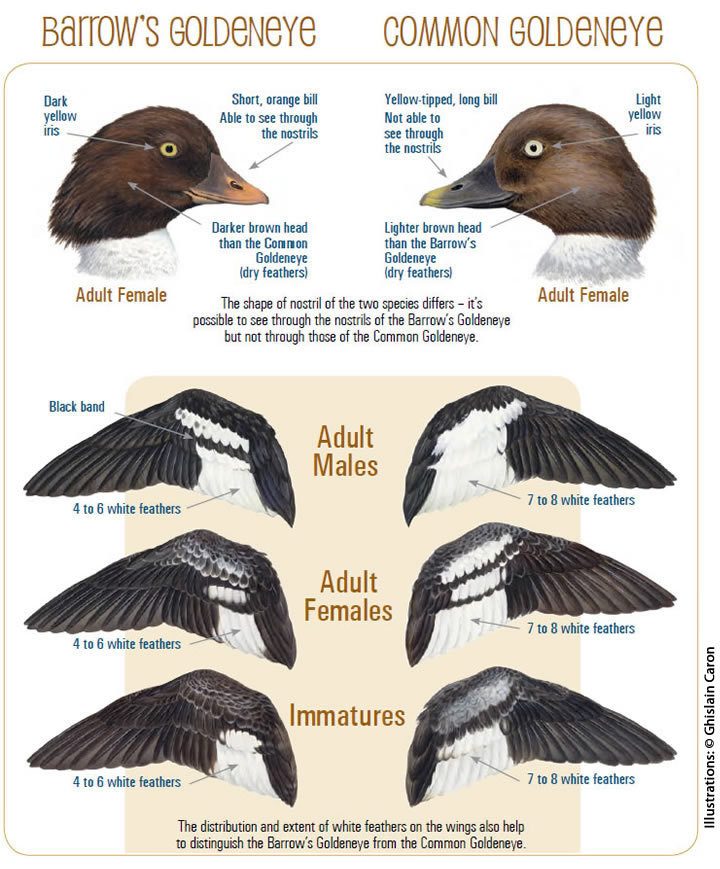 Barrow's Goldeneye
Common Goldeneye
Dark
yellow
iris
Short, orange bill
Able to see through
the nostrils
Darker brown head
than the Common
Goldeneye
(dry feathers)
Adult Female
Yellow-tipped, long bill
Not able to
see through
the nostrils
Light
yellow
iris
Lighter brown head
than the Barrow's
Goldeneye
(dry feathers)
Adult Female
The shape of nostril of the two species differs – it's
possible to see through the nostrils of the Barrow's Goldeneye
but not through those of the Common Goldeneye.
Black band
4 to 6 white feathers
Adult
Males
7 to 8 white feathers
4 to 6 white feathers
Adult
Females
7 to 8 white feathers
4 to 6 white feathers
Immatures
7 to 8 white feathers
The distribution and extent of white feathers on the wings also help
to distinguish the Barrow's Goldeneye from the Common Goldeneye.
Illustrations: © Ghislain Caron